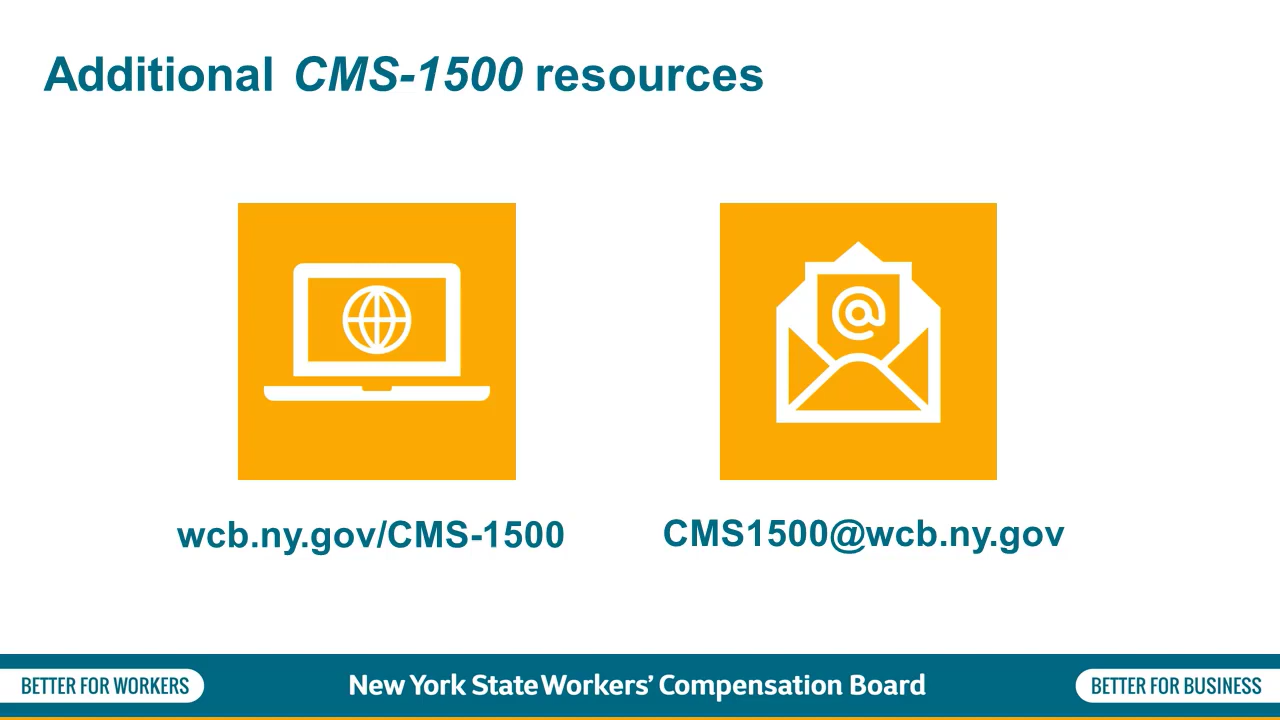 Additional CMS-1500 resources
@
wcb.ny.gov/CMS-1500
CMS1500@wcb.ny.gov
BETTER FOR WORKERS
New York State Workers’ Compensation Board
BETTER FOR BUSINESS